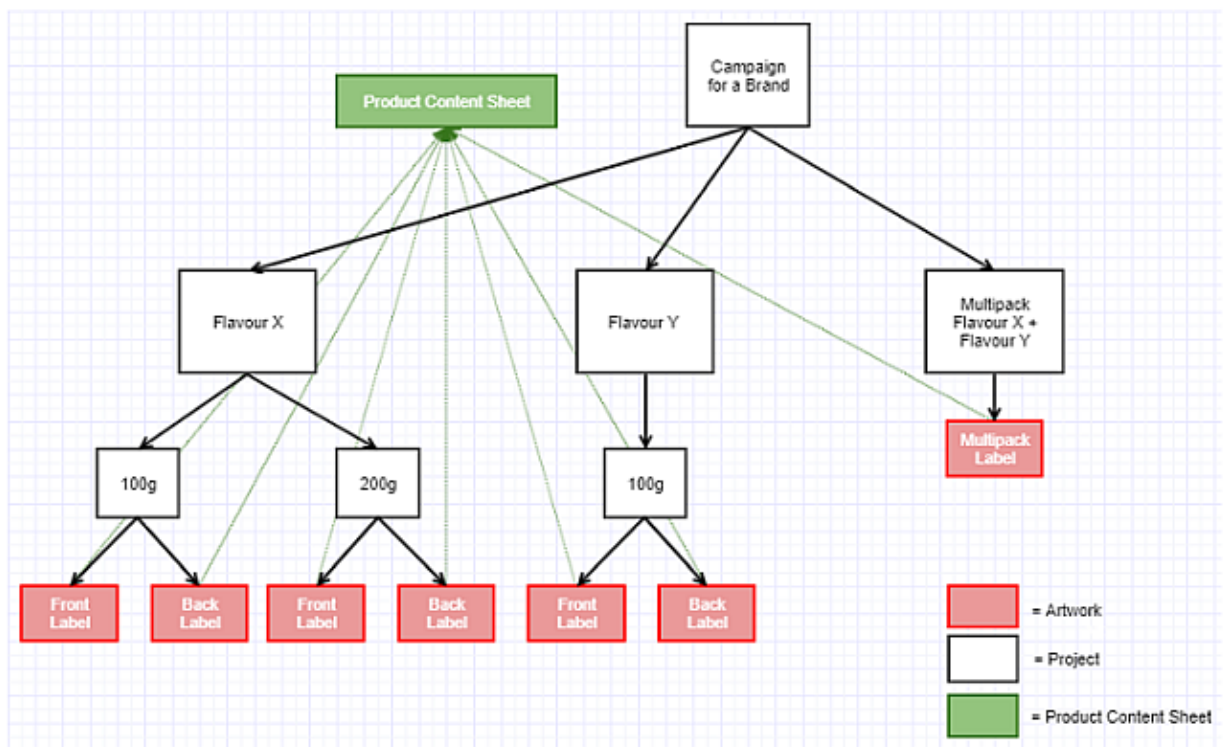 Campaign
for a Brand
Product Content Sheet
Flavour X
Flavour Y
Multipack
Flavour X +
Flavour Y
Multipack
Label
100g
200g
100g
Front
Label
Back
Label
Front
Label
Back
Label
Front
Label
Back
Label
= Artwork
= Project
= Product Content Sheet